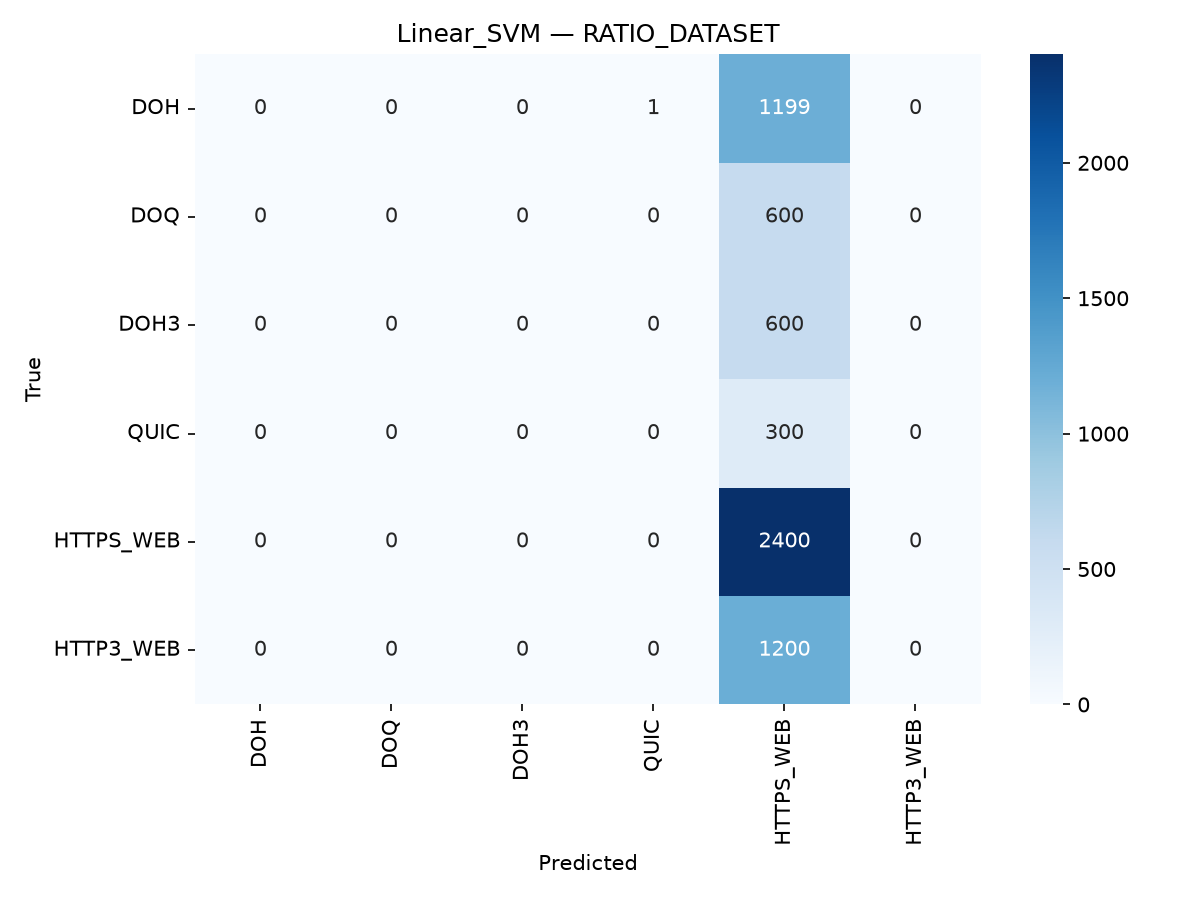 Linear_SVM — RATIO_DATASET
True
DOH 0 0 0 1 1199 0
DOQ 0 0 0 0 600 0
DOH3 0 0 0 0 600 0
QUIC 0 0 0 0 300 0
HTTPS_WEB 0 0 0 0 2400 0
HTTP3_WEB 0 0 0 0 1200 0
DOH DOQ DOH3 QUIC HTTPS_WEB HTTP3_WEB
Predicted
2000
1500
1000
500
0